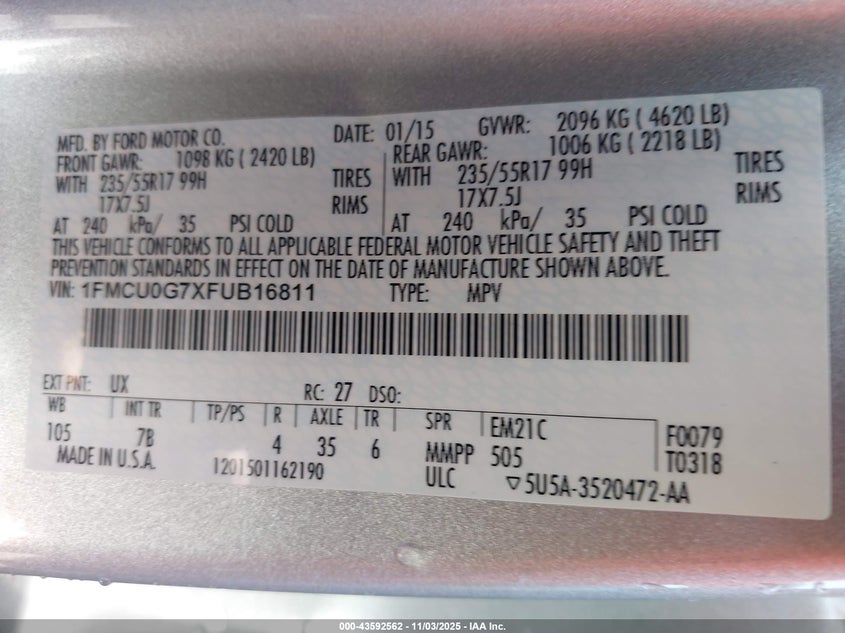 MFD. BY FORD MOTOR CO. DATE: 01/15 GVWR: 2096 KG ( 4620 LB)
FRONT GAWR: 1098 KG ( 2420 LB) REAR GAWR: 1006 KG ( 2218 LB)
WITH 235/55R17 99H TIRES WITH 235/55R17 99H TIRES
17X7.5J RIMS 17X7.5J RIMS
AT 240 kPa/ 35 PSI COLD AT 240 kPa/ 35 PSI COLD
THIS VEHICLE CONFORMS TO ALL APPLICABLE FEDERAL MOTOR VEHICLE SAFETY AND THEFT
PREVENTION STANDARDS IN EFFECT ON THE DATE OF MANUFACTURE SHOWN ABOVE.
VIN: 1FMCU0G7XFUB16811 TYPE: MPV
EXT PNT: UX RC: 27 DSO:
WB INT TR TP/PS R AXLE TR SPR EM21C F0079
105 7B 4 35 6 MMPP 505 T0318
MADE IN U.S.A. 1201501162190 ULC ▽5U5A-3520472-AA
000-43592562 — 11/03/2025 — IAA Inc.